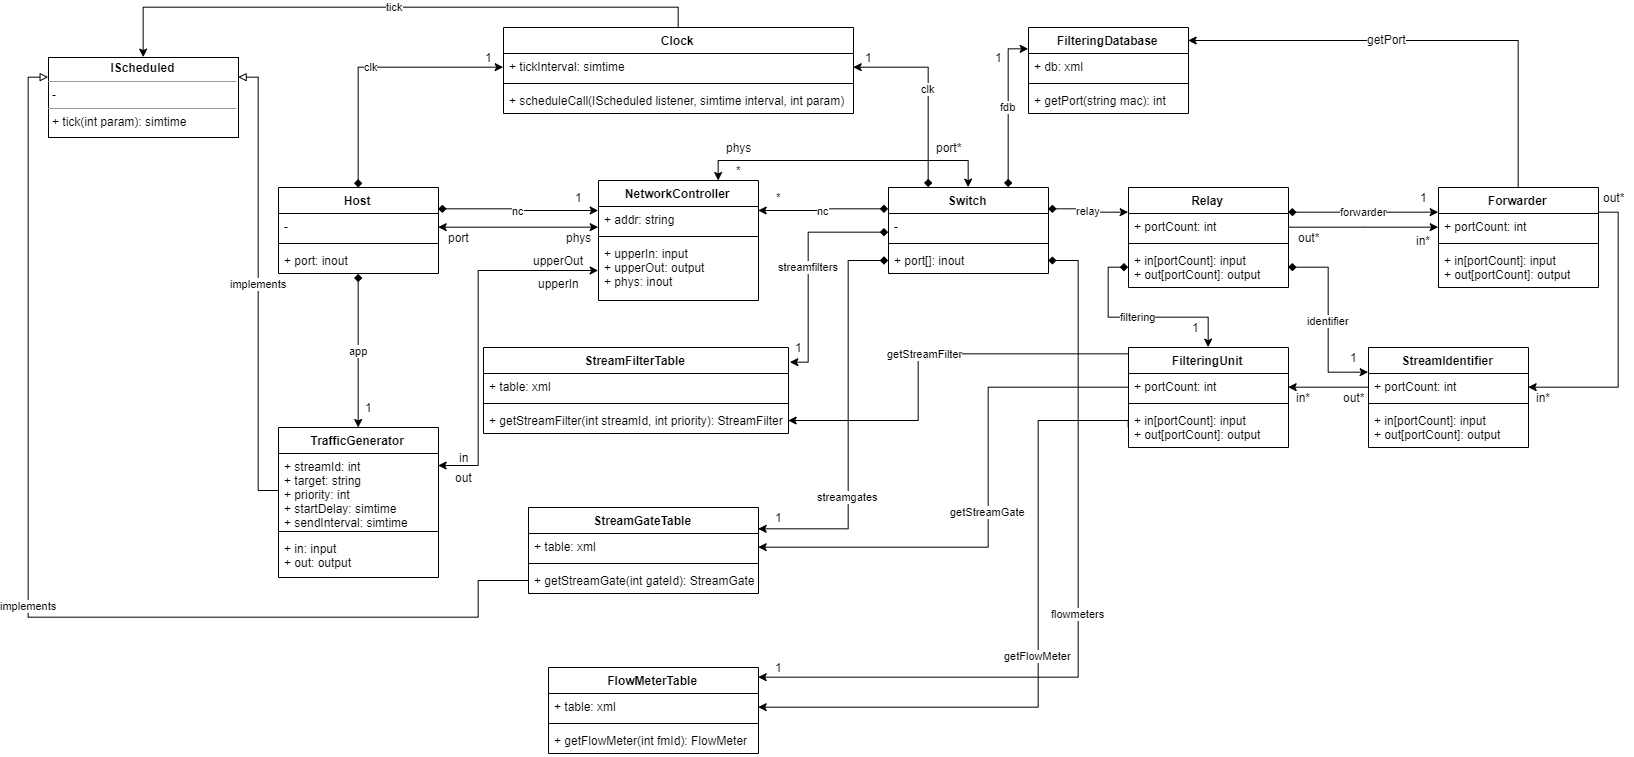 tick
IScheduled
-
+ tick(int param): simtime
Clock
+ tickInterval: simtime
+ scheduleCall(IScheduled listener, simtime interval, int param)
1
clk
1
clk
FilteringDatabase
+ db: xml
+ getPort(string mac): int
1
fdb
getPort
phys
*
port*
Host
-
+ port: inout
nc
1
port
phys
NetworkController
+ addr: string
+ upperIn: input
+ upperOut: output
+ phys: inout
*
nc
Switch
-
+ port[]: inout
relay
Relay
+ portCount: int
+ in[portCount]: input
+ out[portCount]: output
forwarder
1
out*
in*
Forwarder
+ portCount: int
+ in[portCount]: input
+ out[portCount]: output
out*
upperOut
upperIn
streamfilters
implements
app
1
filtering
1
identifier
1
StreamFilterTable
+ table: xml
+ getStreamFilter(int streamId, int priority): StreamFilter
1
getStreamFilter
FilteringUnit
+ portCount: int
+ in[portCount]: input
+ out[portCount]: output
in*
out*
StreamIdentifier
+ portCount: int
+ in[portCount]: input
+ out[portCount]: output
in*
TrafficGenerator
+ streamId: int
+ target: string
+ priority: int
+ startDelay: simtime
+ sendInterval: simtime
+ in: input
+ out: output
in
out
streamgates
getStreamGate
StreamGateTable
+ table: xml
+ getStreamGate(int gateId): StreamGate
1
implements
flowmeters
getFlowMeter
FlowMeterTable
+ table: xml
+ getFlowMeter(int fmId): FlowMeter
1